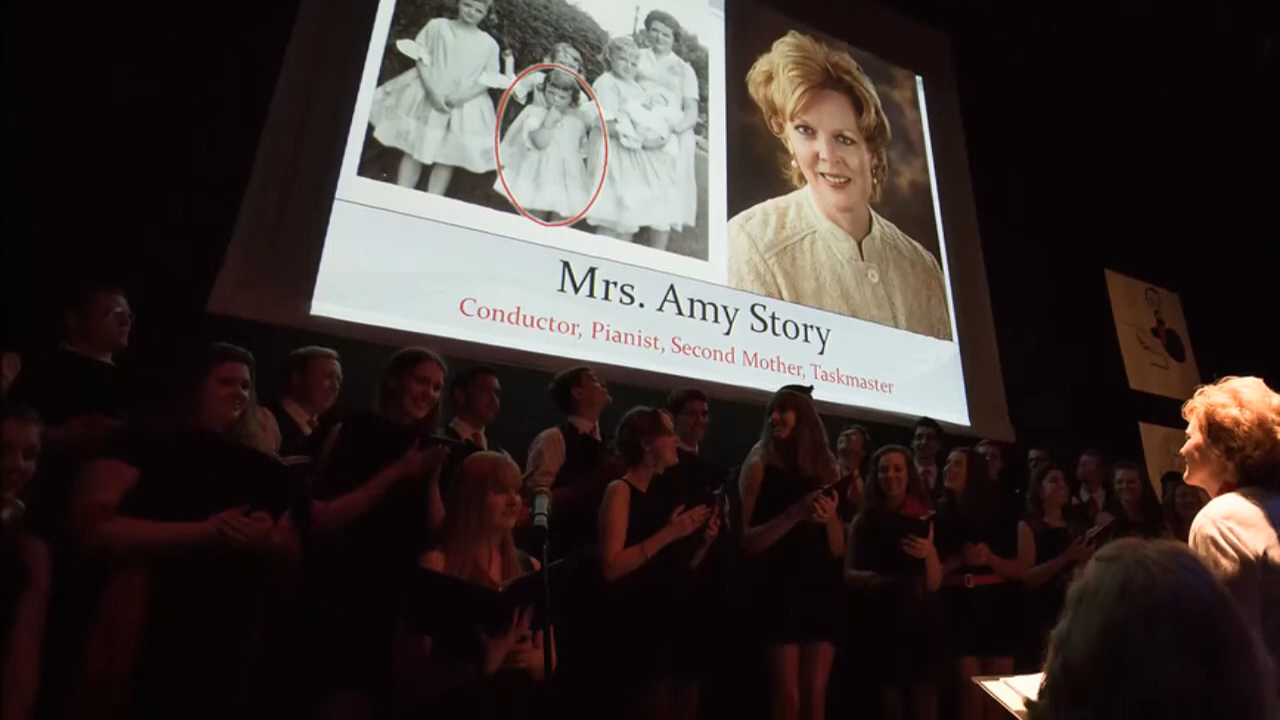 Mrs. Amy Story
Conductor, Pianist, Second Mother, Taskmaster